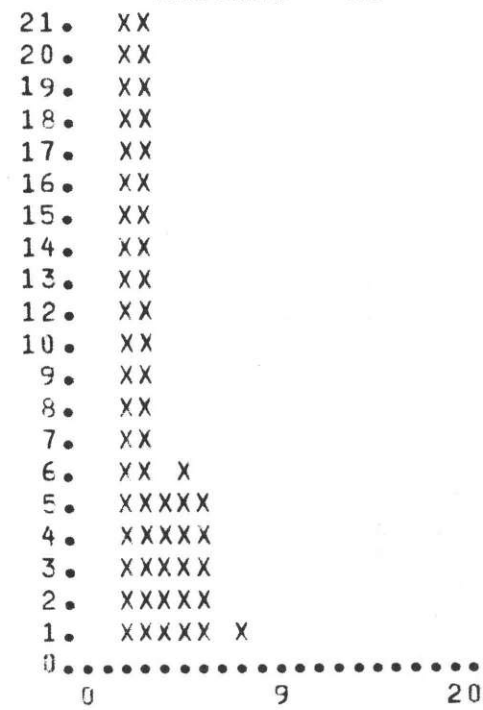 21. XX
20. XX
19. XX
18. XX
17. XX
16. XX
15. XX
14. XX
13. XX
12. XX
10. XX
9. XX
8. XX
7. XX
6. XX X
5. XXXXX
4. XXXXX
3. XXXXX
2. XXXXX
1. XXXXX X
0.....................
0 9 20